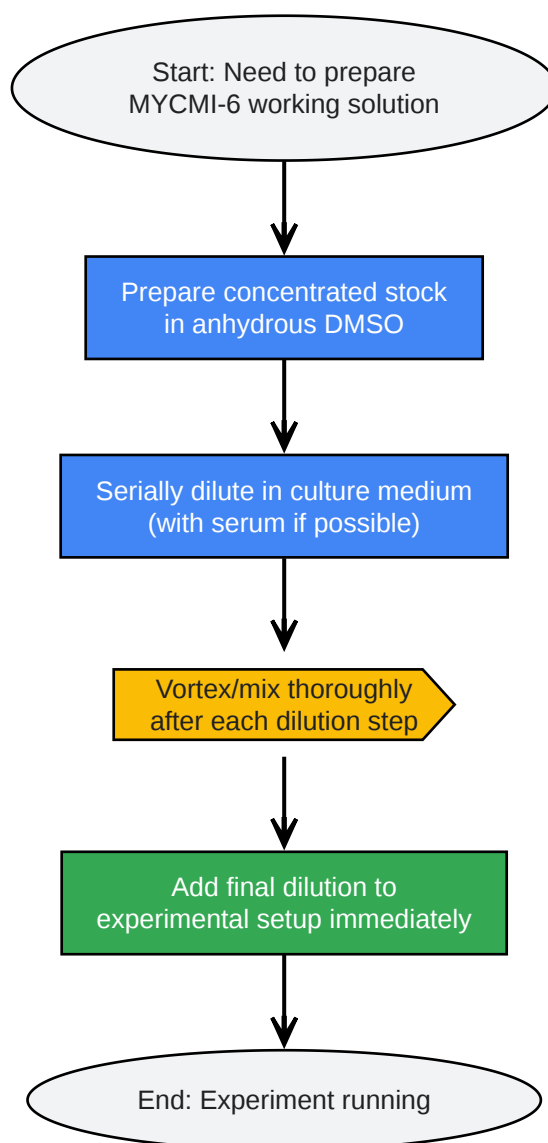 Start: Need to prepare
MYCMI-6 working solution
Prepare concentrated stock
in anhydrous DMSO
Serially dilute in culture medium
(with serum if possible)
Vortex/mix thoroughly
after each dilution step
Add final dilution to
experimental setup immediately
End: Experiment running